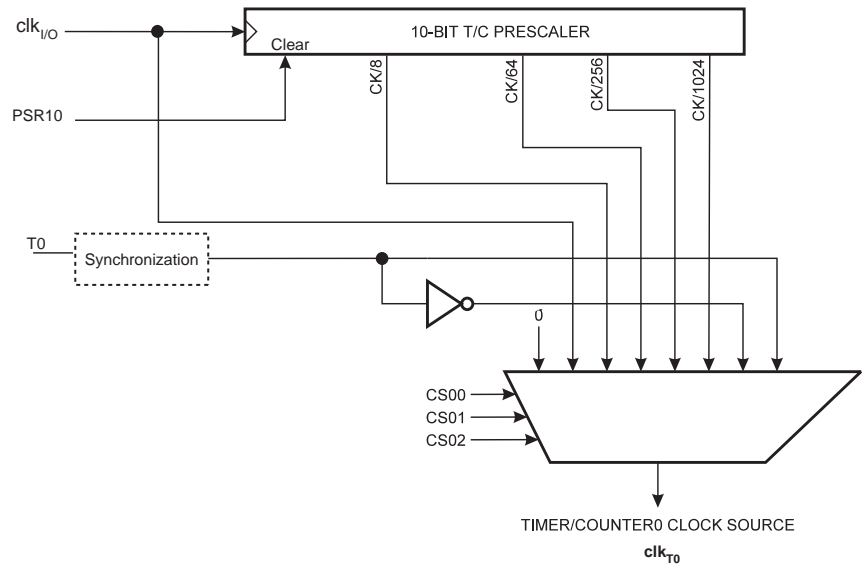 clkI/O
10-BIT T/C PRESCALER
Clear
CK/8
CK/64
CK/256
CK/1024
PSR10
T0
Synchronization
0
CS00
CS01
CS02
TIMER/COUNTER0 CLOCK SOURCE
clkT0